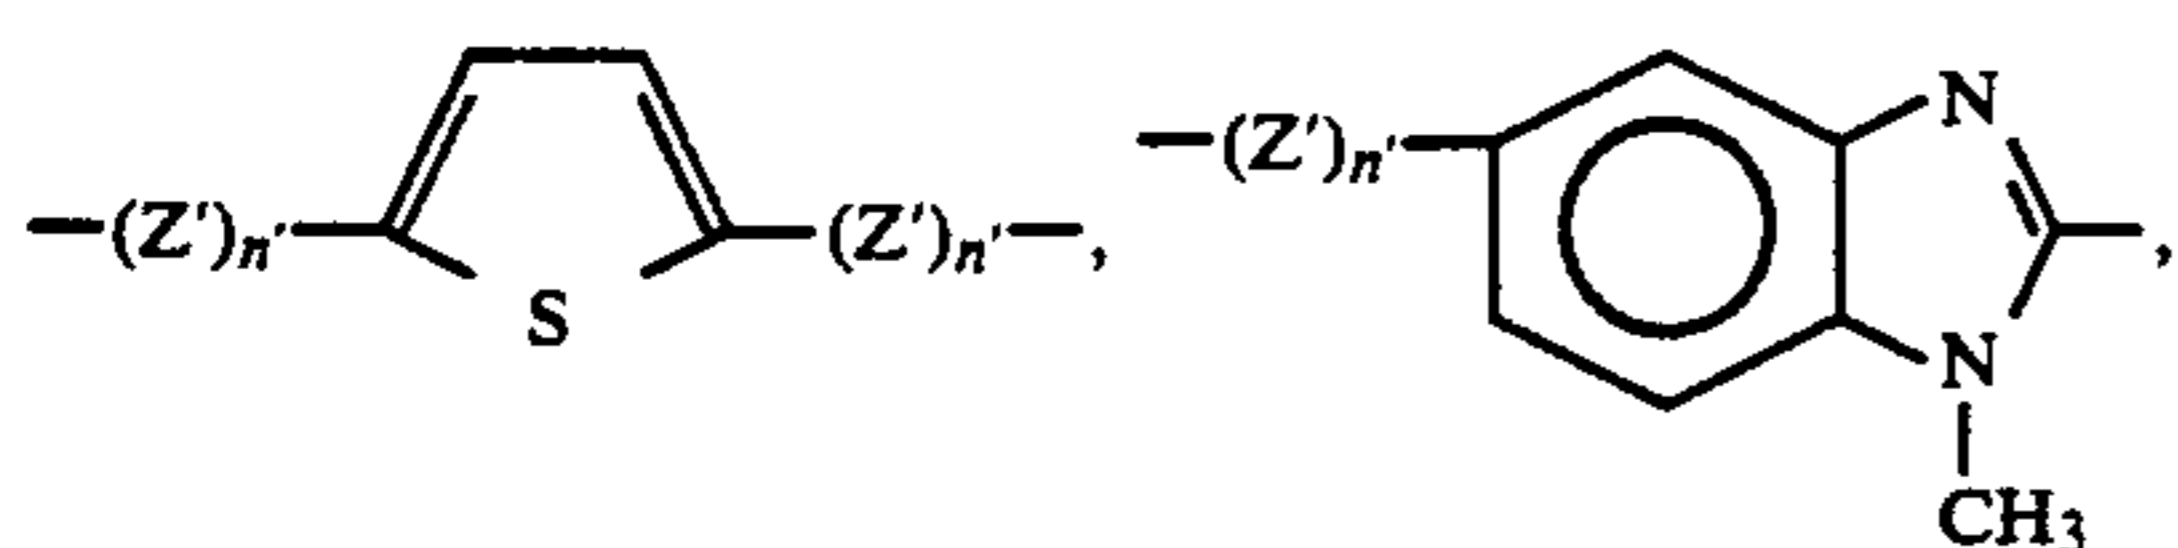 —(Z')n'— S —(Z')n'—,
—(Z')n'— N N CH3 —,